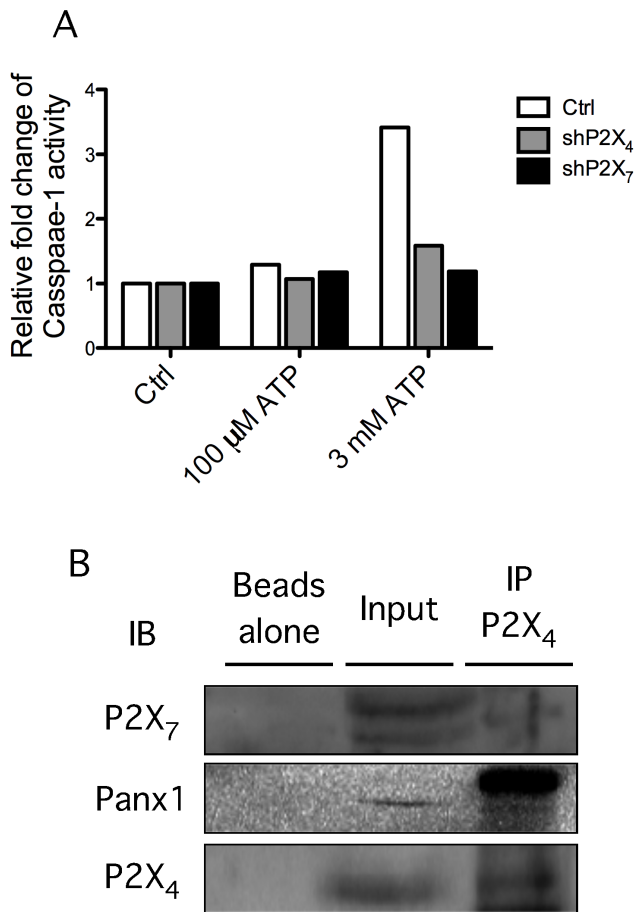 A
Relative fold change of
Casspaae-1 activity
4
3
2
1
0
Ctrl
100 µM ATP
3 mM ATP
Ctrl
shP2X4
shP2X7
B
IB
Beads
alone
Input
IP
P2X4
P2X7
Panx1
P2X4